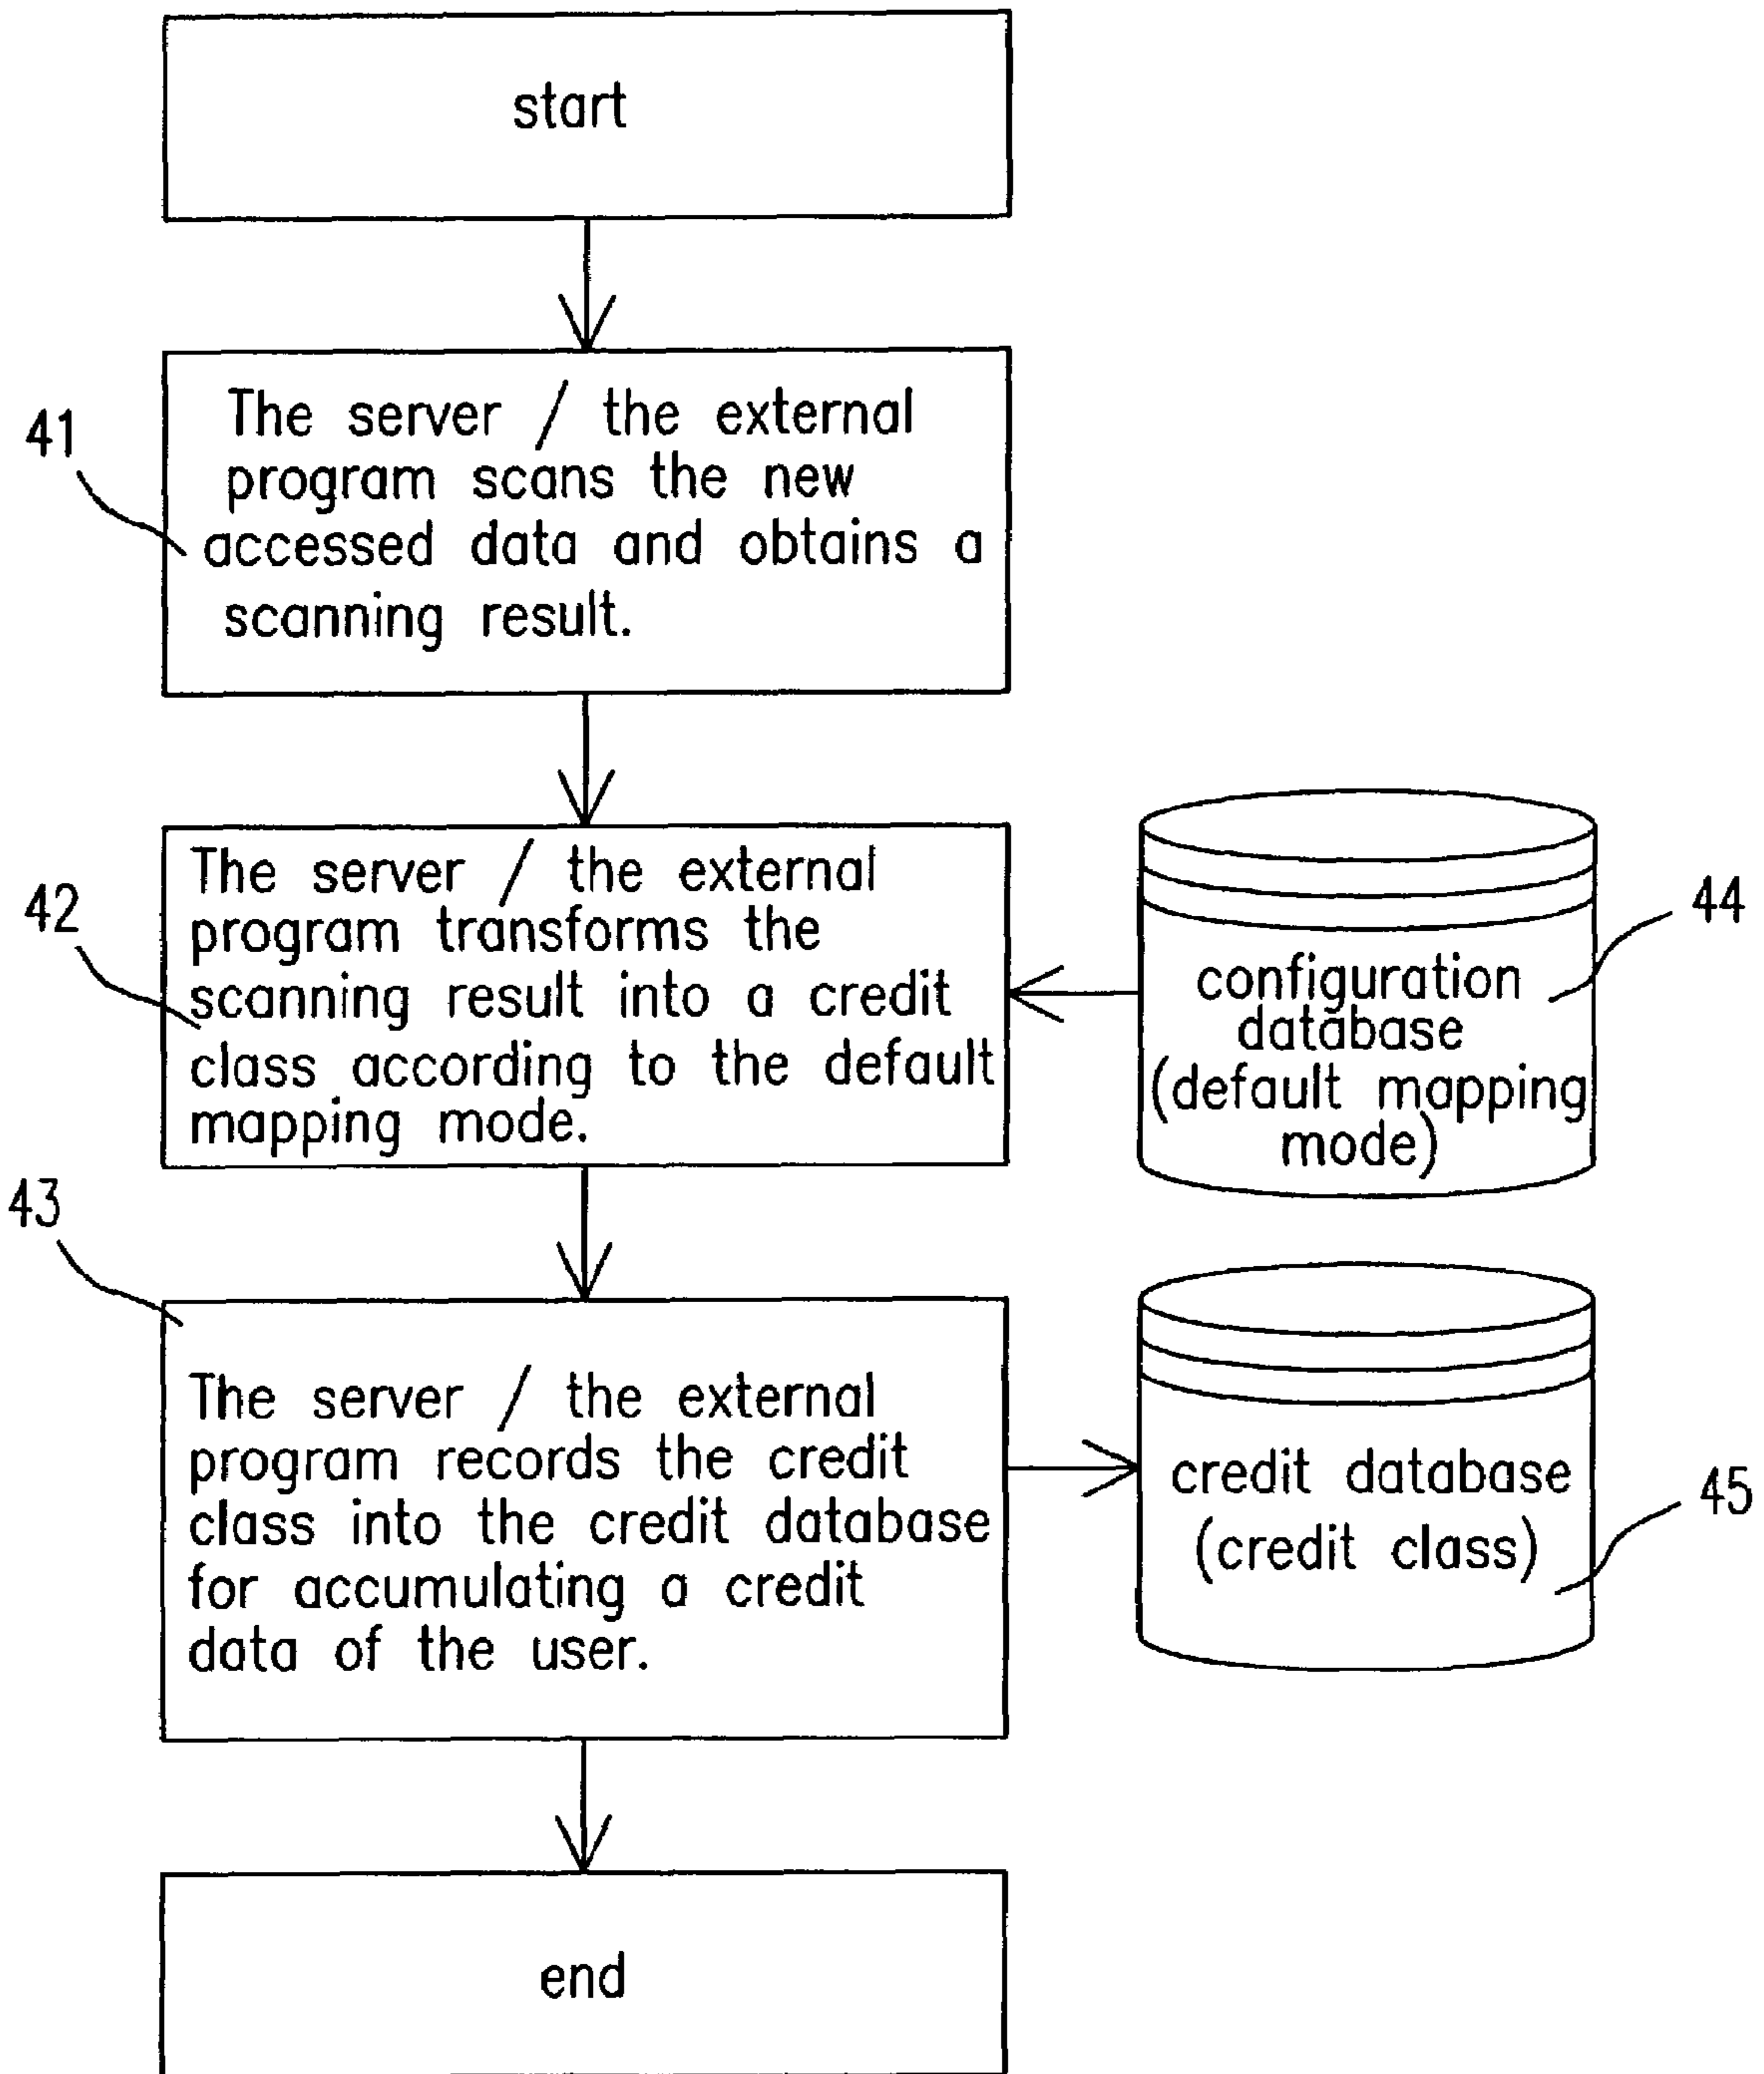 start
41
The server / the external
program scans the new
accessed data and obtains a
scanning result.
42
The server / the external
program transforms the
scanning result into a credit
class according to the default
mapping mode.
44
configuration
database
(default mapping
mode)
43
The server / the external
program records the credit
class into the credit database
for accumulating a credit
data of the user.
credit database
(credit class)
45
end